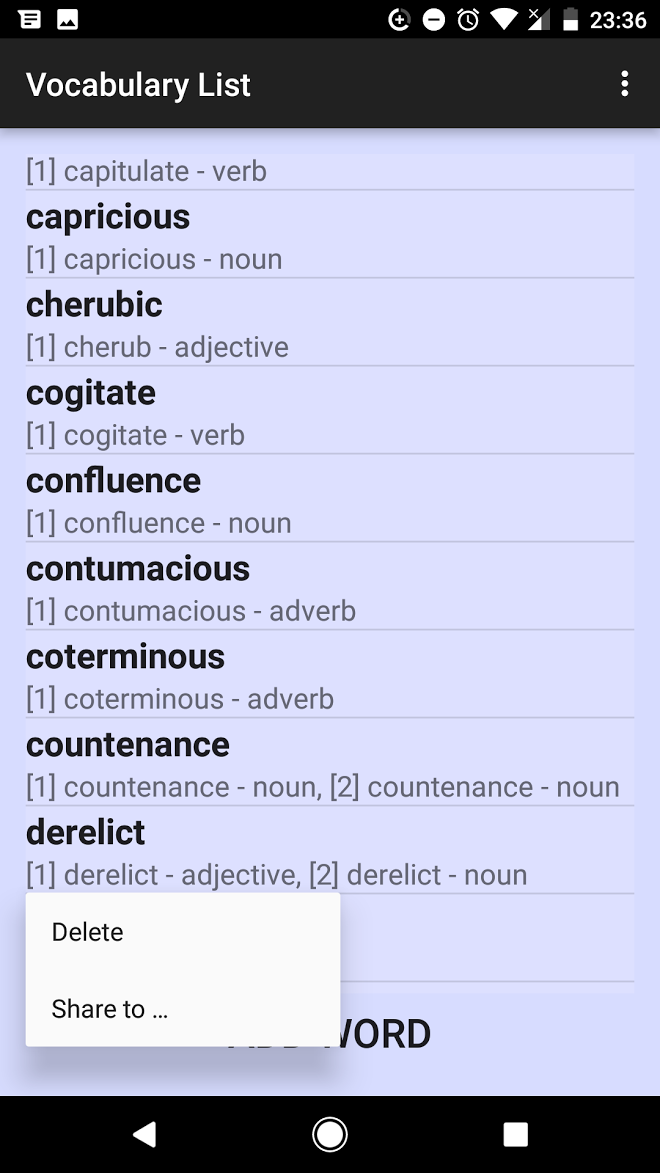 23:36
Vocabulary List
[1] capitulate - verb
capricious
[1] capricious - noun
cherubic
[1] cherub - adjective
cogitate
[1] cogitate - verb
confluence
[1] confluence - noun
contumacious
[1] contumacious - adverb
coterminous
[1] coterminous - adverb
countenance
[1] countenance - noun, [2] countenance - noun
derelict
[1] derelict - adjective, [2] derelict - noun
Delete
Share to ...
WORD